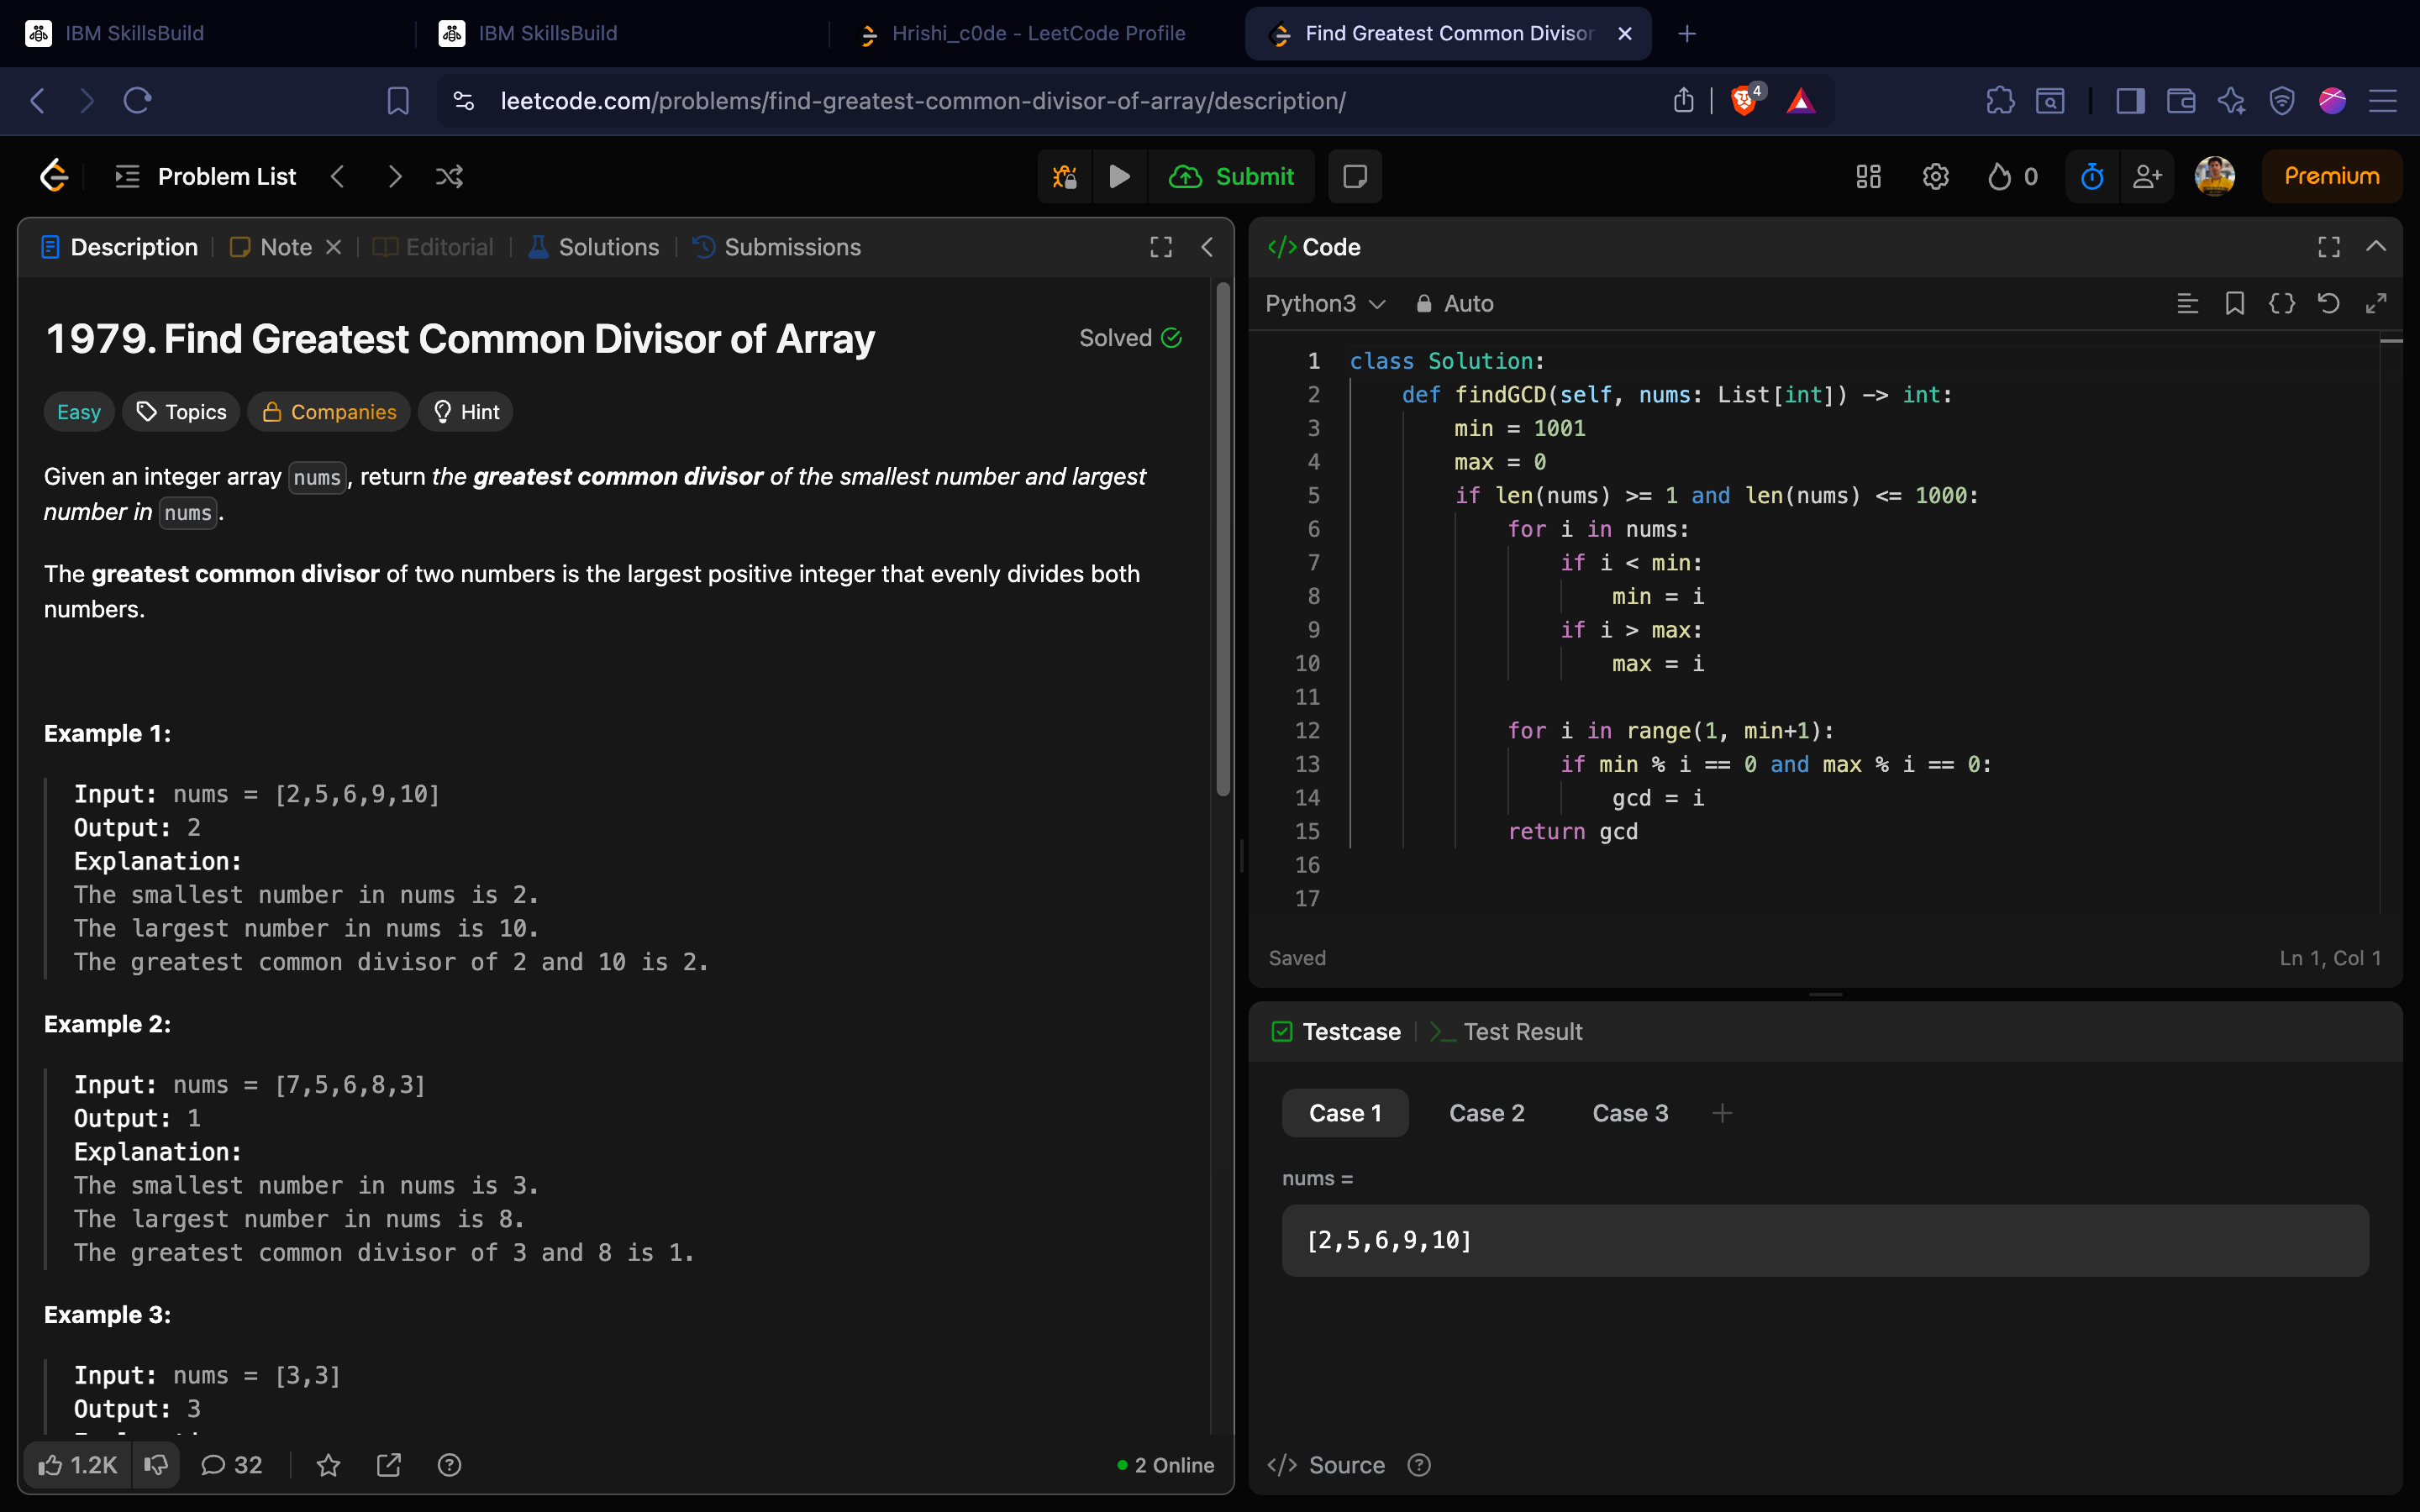 IBM SkillsBuild
IBM SkillsBuild
Hrishi_c0de - LeetCode Profile
Find Greatest Common Divisor
leetcode.com/problems/find-greatest-common-divisor-of-array/description/
4
Problem List
Submit
0
Premium
Description
Note
Editorial
Solutions
Submissions
1979. Find Greatest Common Divisor of Array
Solved
Easy
Topics
Companies
Hint
Given an integer array nums, return the greatest common divisor of the smallest number and largest
number in nums.
The greatest common divisor of two numbers is the largest positive integer that evenly divides both
numbers.
Example 1:
Input: nums = [2,5,6,9,10]
Output: 2
Explanation:
The smallest number in nums is 2.
The largest number in nums is 10.
The greatest common divisor of 2 and 10 is 2.
Example 2:
Input: nums = [7,5,6,8,3]
Output: 1
Explanation:
The smallest number in nums is 3.
The largest number in nums is 8.
The greatest common divisor of 3 and 8 is 1.
Example 3:
Input: nums = [3,3]
Output: 3
1.2K
32
2 Online
</> Code
Python3
Auto
1 class Solution:
2     def findGCD(self, nums: List[int]) -> int:
3         min = 1001
4         max = 0
5         if len(nums) >= 1 and len(nums) <= 1000:
6             for i in nums:
7                 if i < min:
8                     min = i
9                 if i > max:
10                     max = i
11
12             for i in range(1, min+1):
13                 if min % i == 0 and max % i == 0:
14                     gcd = i
15             return gcd
16
17
Saved
Ln 1, Col 1
Testcase
Test Result
Case 1
Case 2
Case 3
nums =
[2,5,6,9,10]
</> Source